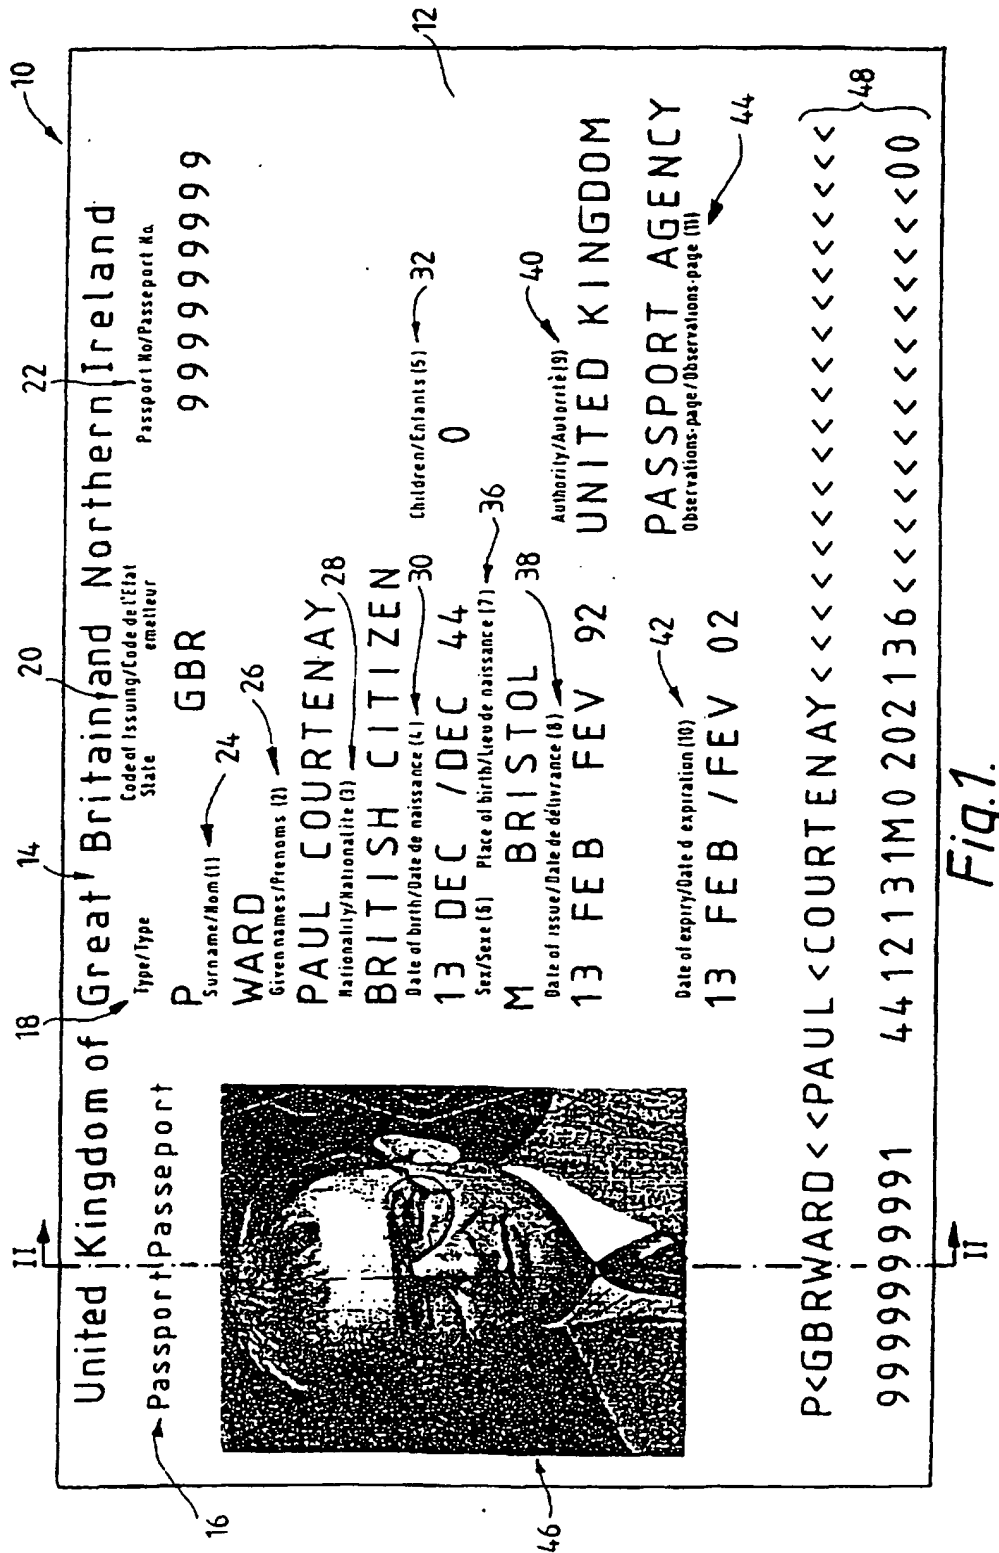 10
22
20
14
18
12
II
United Kingdom of Great Britain and Northern Ireland
16
Passport Passeport
Type/Type
Code of Issuing/Code de l'Etat
State emetteur
Passport No/Passeport No.
P GBR 999999999
Surname/Nom (1)
24
WARD
Given names/Prenoms (2)
26
PAUL COURTENAY
Nationality/Nationalite (3)
28
BRITISH CITIZEN
Date of birth/Date de naissance (4)
30
Children/Enfants (5)
32
13 DEC /DEC 44
0
Sex/Sexe (6) Place of birth/Lieu de naissance (7)
36
M BRISTOL
Date of issue/Date de délivrance (8)
38
Authority/Autorité (9)
40
13 FEB FEV 92
UNITED KINGDOM
Date of expiry/Date d expiration (10)
42
PASSPORT AGENCY
Observations-page/Observations-page (11)
44
13 FEB /FEV 02
46
P<GBRWARD<<PAUL<COURTENAY<<<<<<<<<<<<<<<<<<<
9999999991 4412131M0202136<<<<<<<<<<<<<<00
48
II
Fig.1.